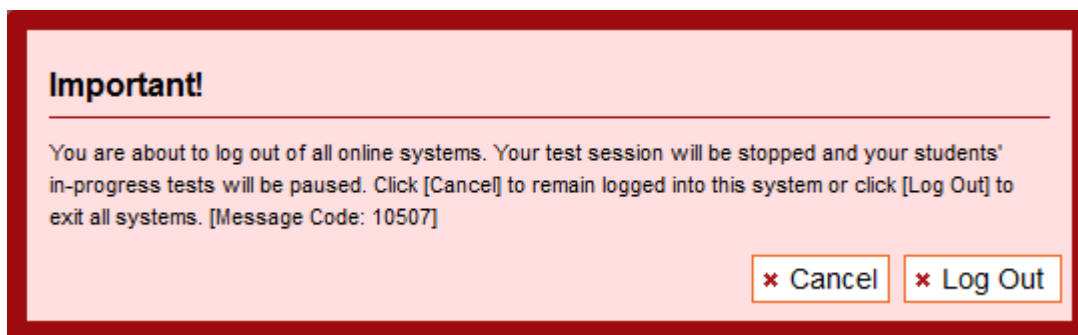 Important!
You are about to log out of all online systems. Your test session will be stopped and your students'
in-progress tests will be paused. Click [Cancel] to remain logged into this system or click [Log Out] to
exit all systems. [Message Code: 10507]
Cancel
Log Out